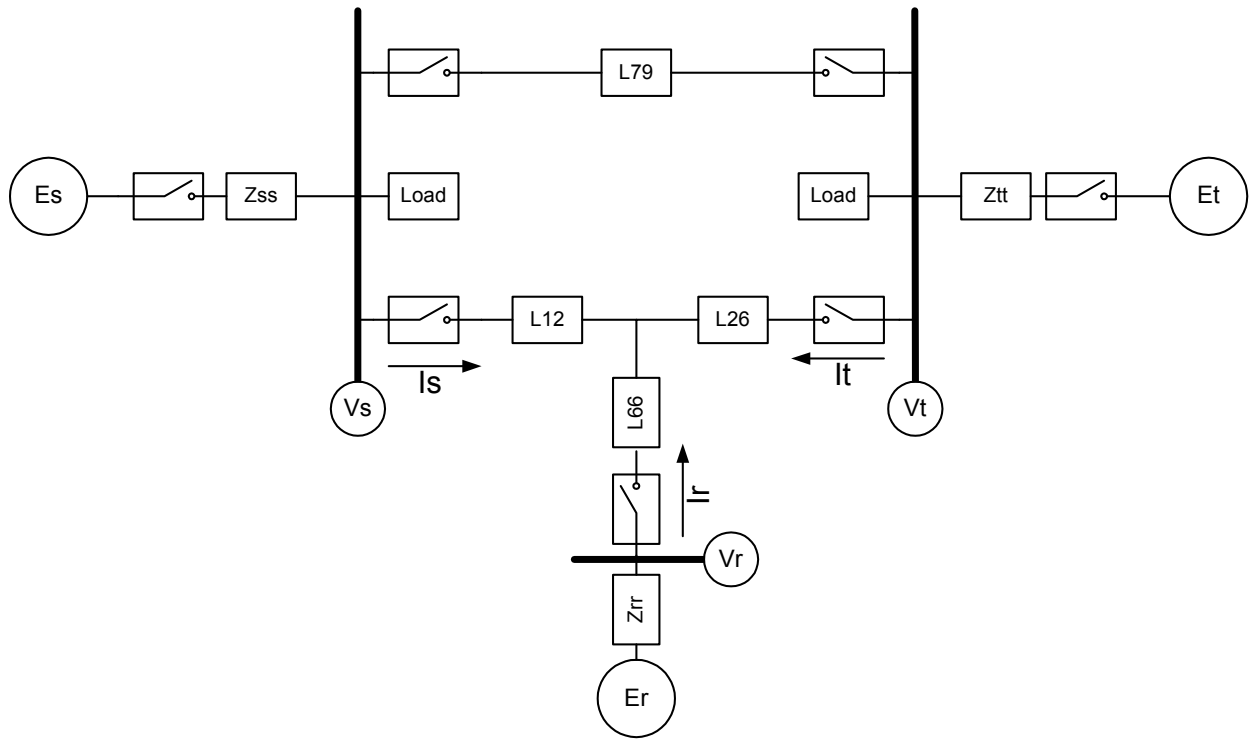 L79
Es
Zss
Load
Load
Ztt
Et
L12
L26
Is
It
Vs
Vt
L66
Ir
Vr
Zrr
Er